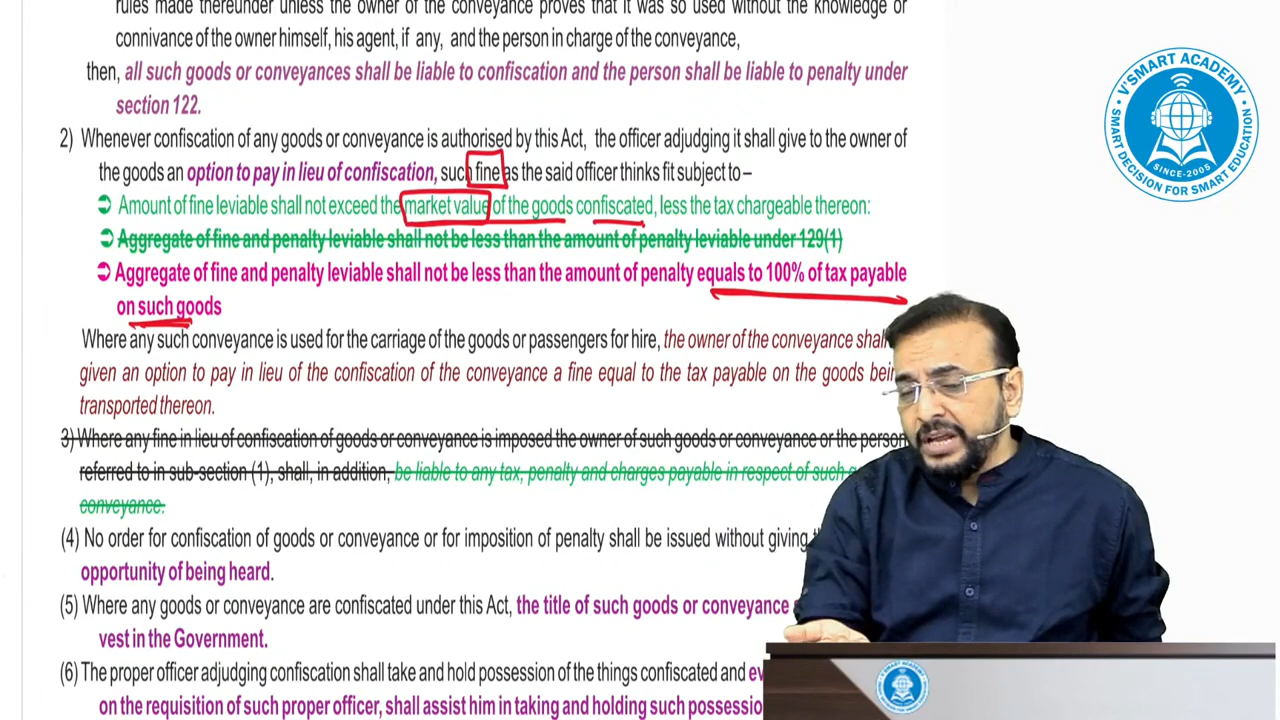 rules made thereunder unless the owner of the conveyance proves that it was so used without the knowledge or
connivance of the owner himself, his agent, if any, and the person in charge of the conveyance,
then, all such goods or conveyances shall be liable to confiscation and the person shall be liable to penalty under
section 122.
2) Whenever confiscation of any goods or conveyance is authorised by this Act, the officer adjudging it shall give to the owner of
the goods an option to pay in lieu of confiscation, such fine as the said officer thinks fit subject to –
➲ Amount of fine leviable shall not exceed the market value of the goods confiscated, less the tax chargeable thereon:
➲ Aggregate of fine and penalty leviable shall not be less than the amount of penalty leviable under 129(1)
➲ Aggregate of fine and penalty leviable shall not be less than the amount of penalty equals to 100% of tax payable
on such goods
Where any such conveyance is used for the carriage of the goods or passengers for hire, the owner of the conveyance shall
given an option to pay in lieu of the confiscation of the conveyance a fine equal to the tax payable on the goods
transported thereon.
3) Where any fine in lieu of confiscation of goods or conveyance is imposed the owner of such goods or conveyance or the person
referred to in sub-section (1), shall, in addition, be liable to any tax, penalty and charges payable in respect of such
conveyance.
(4) No order for confiscation of goods or conveyance or for imposition of penalty shall be issued without giving
opportunity of being heard.
(5) Where any goods or conveyance are confiscated under this Act, the title of such goods or conveyance
vest in the Government.
(6) The proper officer adjudging confiscation shall take and hold possession of the things confiscated and
on the requisition of such proper officer, shall assist him in taking and holding such possession
V'SMART ACADEMY
SINCE-2005
SMART DECISION FOR SMART EDUCATION